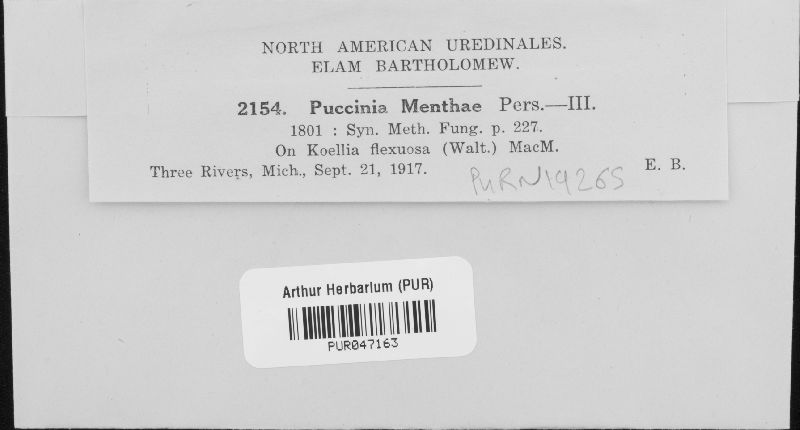 NORTH AMERICAN UREDINALES.
ELAM BARTHOLOMEW.
2154. Puccinia Menthae Pers.—III.
1801 : Syn. Meth. Fung. p. 227.
On Koellia flexuosa (Walt.) MacM.
Three Rivers, Mich., Sept. 21, 1917. E. B.
PURN19265
Arthur Herbarium (PUR)
PUR047163